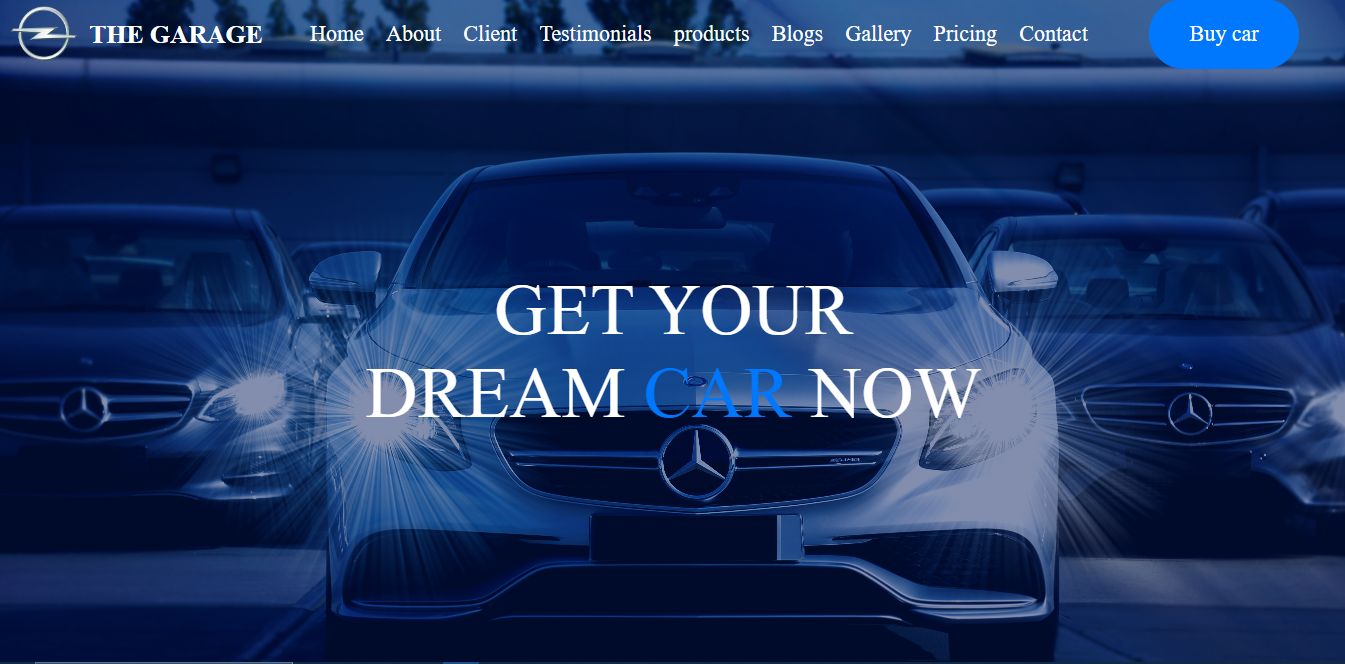 THE GARAGE Home About Client Testimonials products Blogs Gallery Pricing Contact Buy car
GET YOUR
DREAM CAR NOW